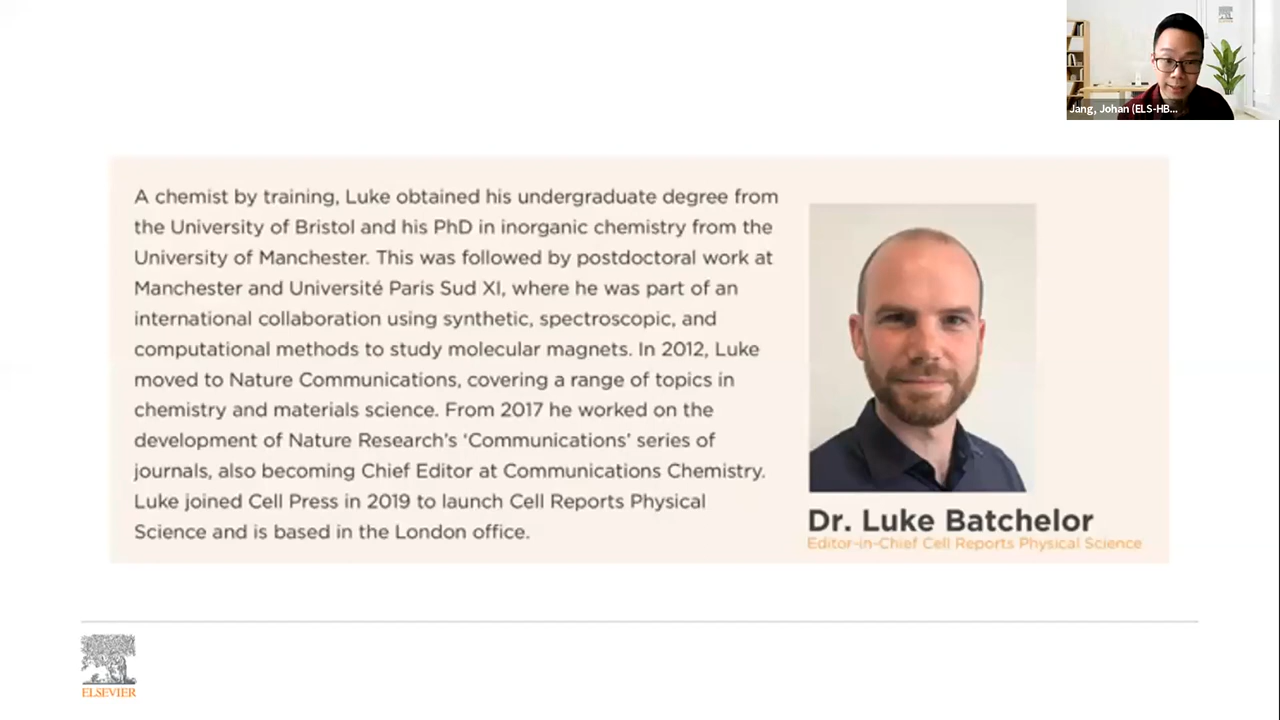 Jang, Johan (ELS-HB...
A chemist by training, Luke obtained his undergraduate degree from
the University of Bristol and his PhD in inorganic chemistry from the
University of Manchester. This was followed by postdoctoral work at
Manchester and Université Paris Sud XI, where he was part of an
international collaboration using synthetic, spectroscopic, and
computational methods to study molecular magnets. In 2012, Luke
moved to Nature Communications, covering a range of topics in
chemistry and materials science. From 2017 he worked on the
development of Nature Research's 'Communications' series of
journals, also becoming Chief Editor at Communications Chemistry.
Luke joined Cell Press in 2019 to launch Cell Reports Physical
Science and is based in the London office.
Dr. Luke Batchelor
Editor-in-Chief Cell Reports Physical Science
ELSEVIER